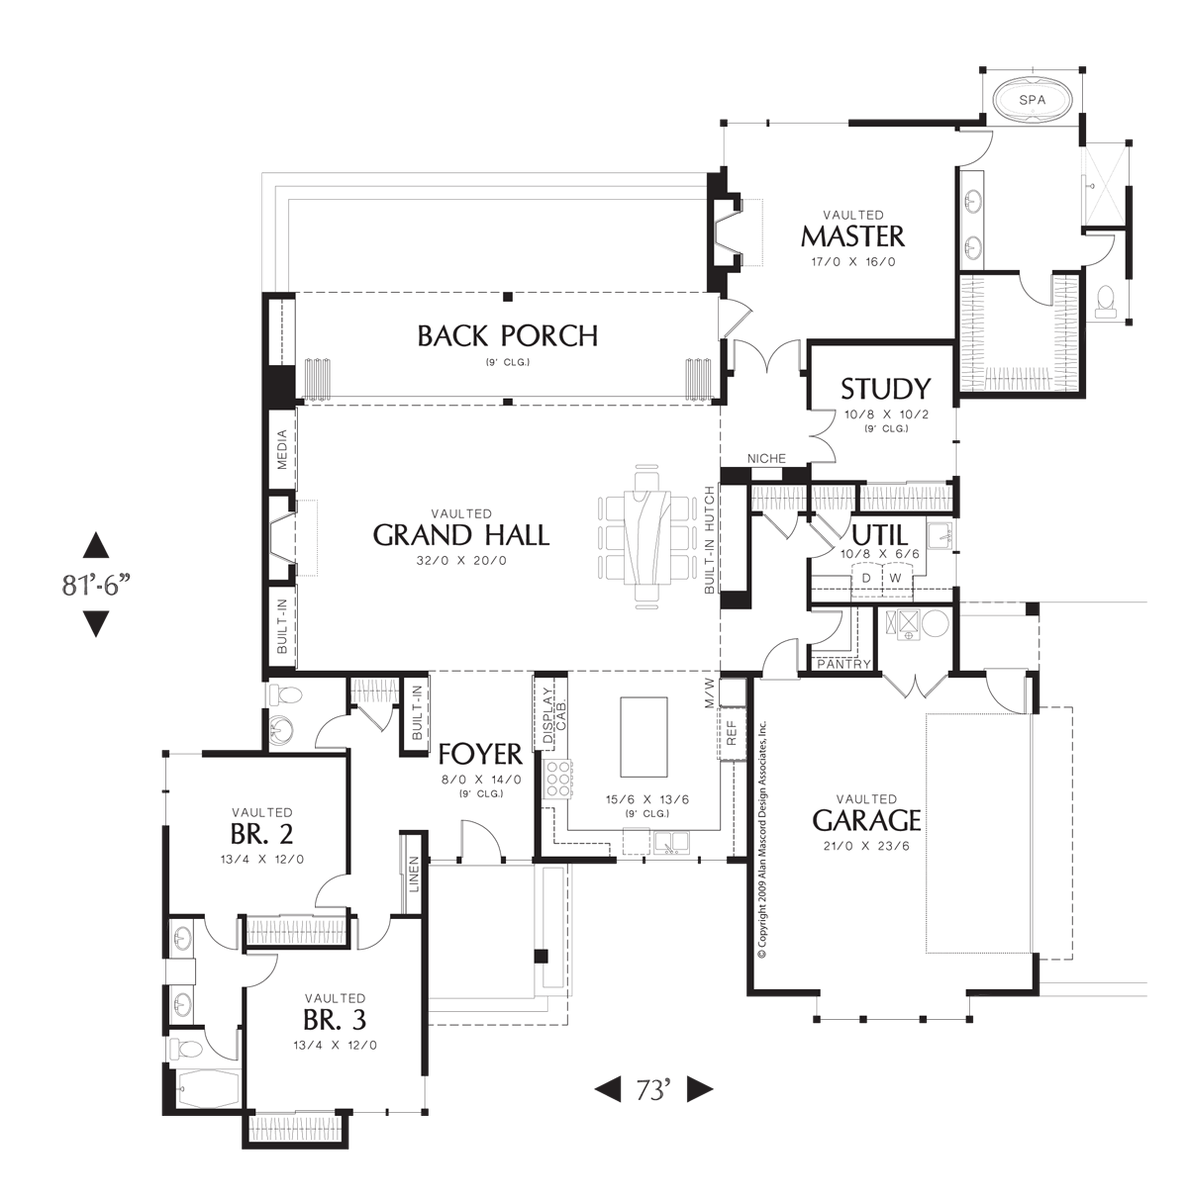 SPA
VAULTED
MASTER
17/0 X 16/0
BACK PORCH
(9' CLG.)
STUDY
10/8 X 10/2
(9' CLG.)
MEDIA
NICHE
VAULTED
GRAND HALL
32/0 X 20/0
BUILT-IN HUTCH
UTIL
10/8 X 6/6
D
W
81'-6"
BUILT-IN
PANTRY
BUILT-IN
DISPLAY
CAB.
M/W
REF
FOYER
8/0 X 14/0
(9' CLG.)
15/6 X 13/6
(9' CLG.)
VAULTED
GARAGE
21/0 X 23/6
© Copyright 2009 Alan Mascord Design Associates, Inc.
VAULTED
BR. 2
13/4 X 12/0
LINEN
VAULTED
BR. 3
13/4 X 12/0
73'